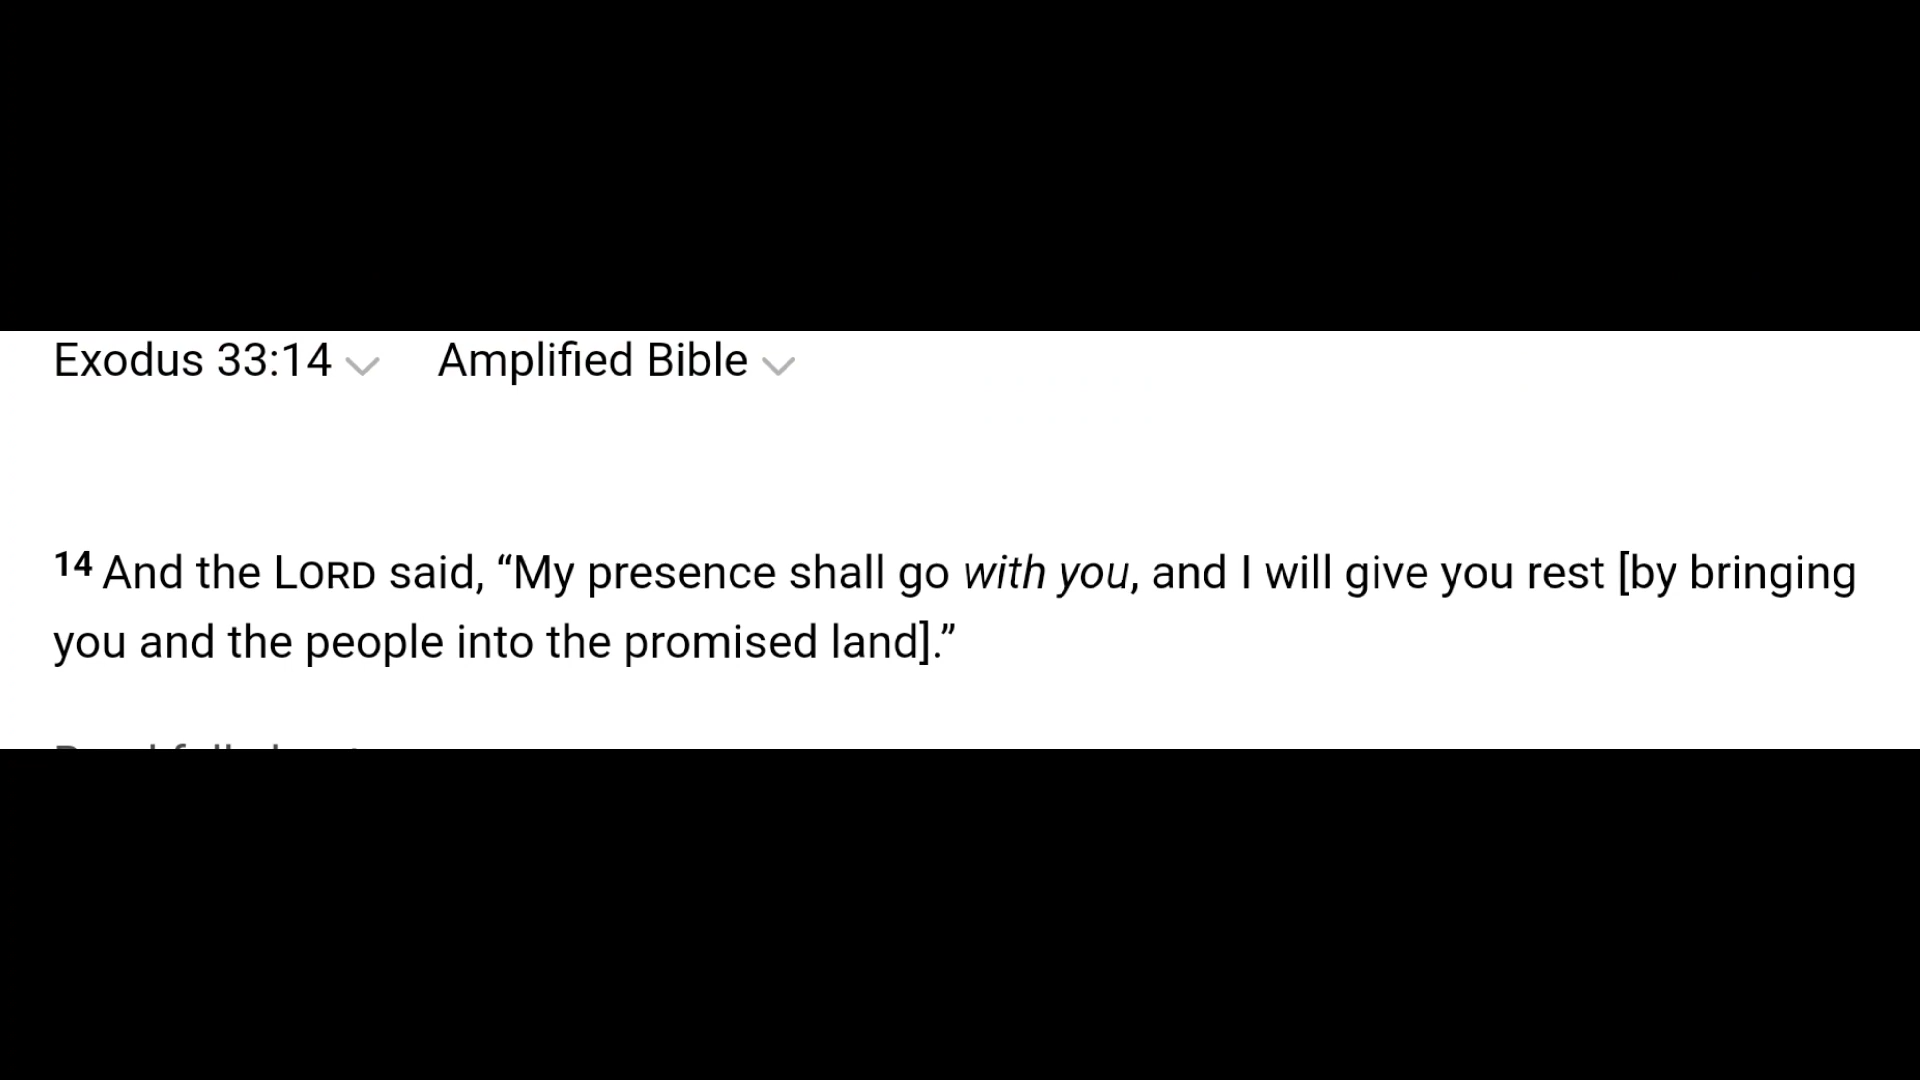 Exodus 33:14 Amplified Bible
14 And the LORD said, “My presence shall go with you, and I will give you rest [by bringing
you and the people into the promised land].”